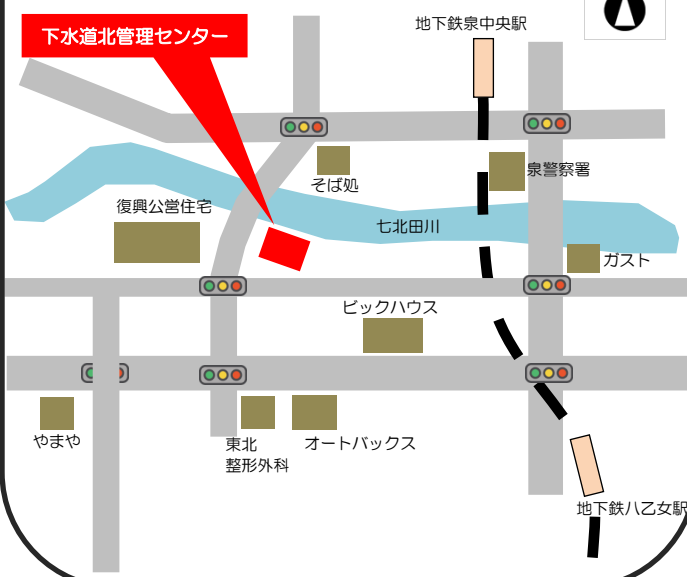 地下鉄泉中央駅
下水道北管理センター
泉警察署
そば処
復興公営住宅
七北田川
ガスト
ビックハウス
やまや
東北
整形外科
オートバックス
地下鉄八乙女駅